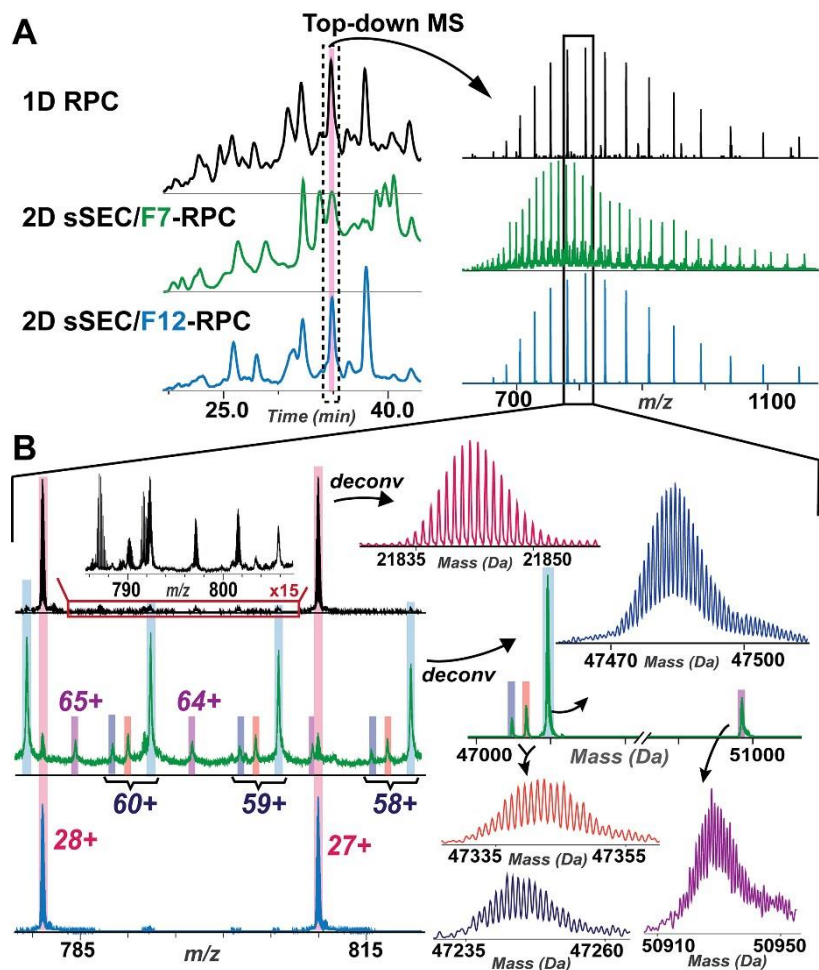 A
Top-down MS
1D RPC
2D sSEC/F7-RPC
2D sSEC/F12-RPC
25.0 Time (min) 40.0
700 m/z 1100
B
deconv
790 m/z 800 x15
21835 Mass (Da) 21850
47470 Mass (Da) 47500
deconv
65+ 64+
60+ 59+ 58+
47000 Mass (Da) 51000
28+ 27+
47335 Mass (Da) 47355
47235 Mass (Da) 47260
50910 Mass (Da) 50950
785 m/z 815